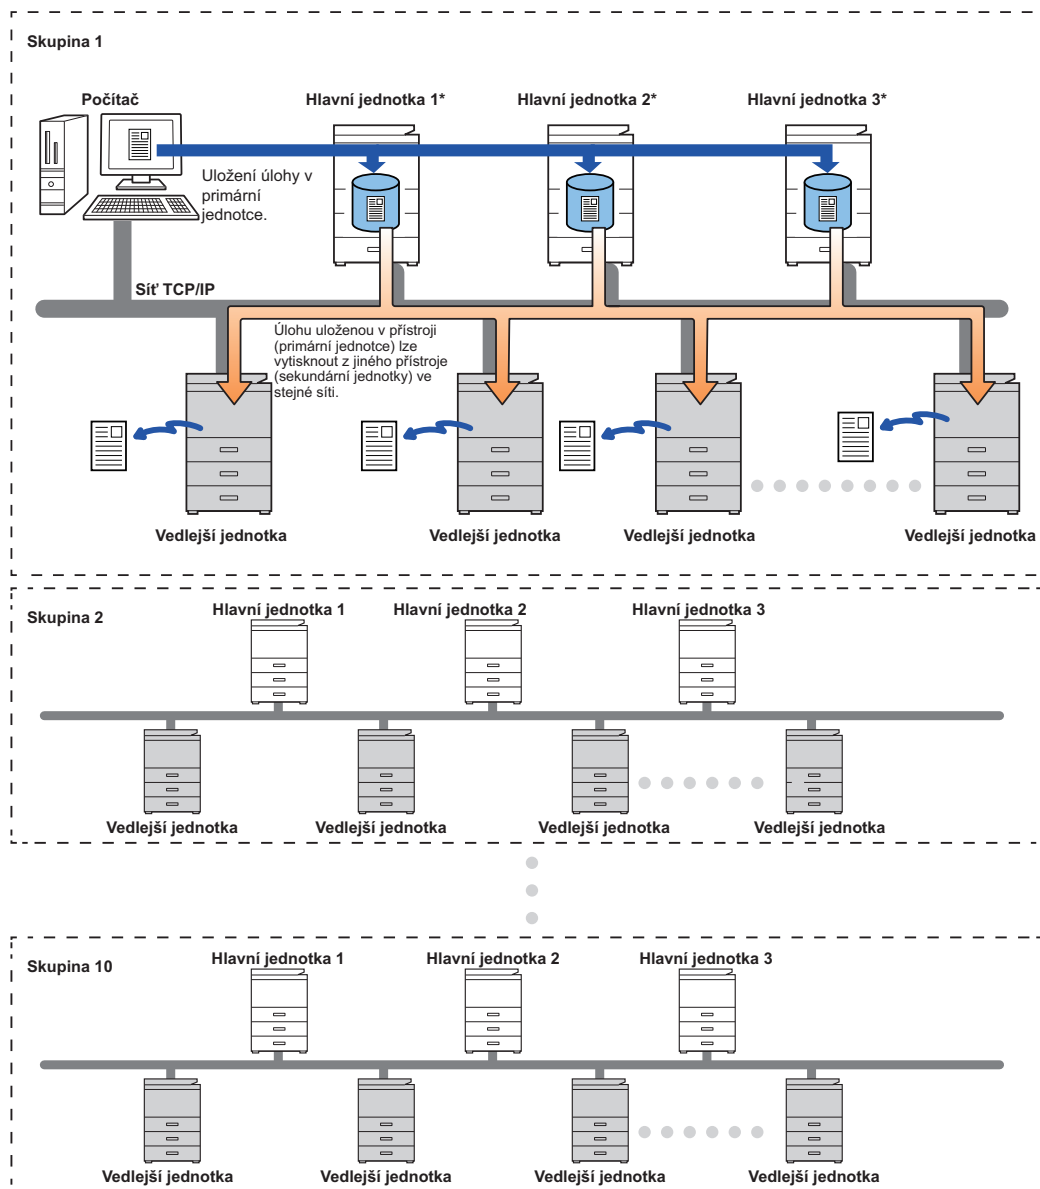 Skupina 1
Počítač
Hlavní jednotka 1*
Hlavní jednotka 2*
Hlavní jednotka 3*
Uložení úlohy v
primární
jednotce.
Síť TCP/IP
Úlohu uloženou v přístroji
(primární jednotce) lze
vytisknout z jiného přístroje
(sekundární jednotky) ve
stejné síti.
Vedlejší jednotka
Vedlejší jednotka
Vedlejší jednotka
Vedlejší jednotka
Skupina 2
Hlavní jednotka 1
Hlavní jednotka 2
Hlavní jednotka 3
Vedlejší jednotka
Vedlejší jednotka
Vedlejší jednotka
Vedlejší jednotka
Skupina 10
Hlavní jednotka 1
Hlavní jednotka 2
Hlavní jednotka 3
Vedlejší jednotka
Vedlejší jednotka
Vedlejší jednotka
Vedlejší jednotka